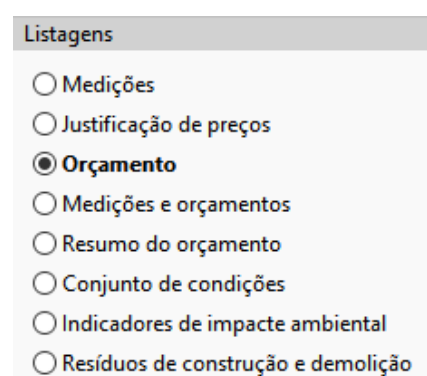 Listagens
Medições
Justificação de preços
Orçamento
Medições e orçamentos
Resumo do orçamento
Conjunto de condições
Indicadores de impacte ambiental
Resíduos de construção e demolição